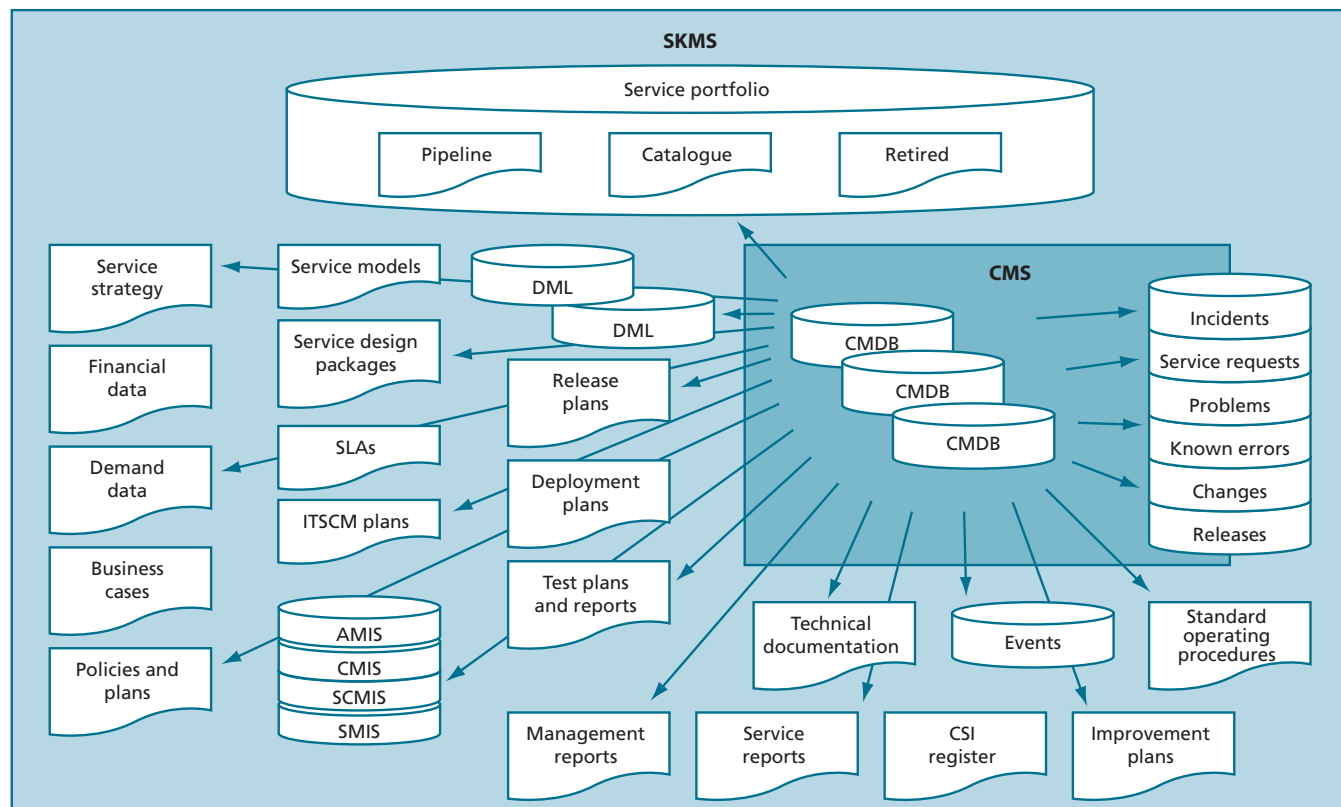 SKMS
Service portfolio
Pipeline
Catalogue
Retired
Service
strategy
Service models
DML
DML
CMS
CMDB
CMDB
CMDB
Incidents
Service requests
Problems
Known errors
Changes
Releases
Financial
data
Service design
packages
Release
plans
Demand
data
SLAs
Deployment
plans
ITSCM plans
Business
cases
Test plans
and reports
AMIS
CMIS
SCMIS
SMIS
Policies and
plans
Technical
documentation
Events
Standard
operating
procedures
Management
reports
Service
reports
CSI
register
Improvement
plans